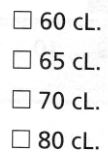 ☐ 60 cL.
☐ 65 cL.
☐ 70 cL.
☐ 80 cL.